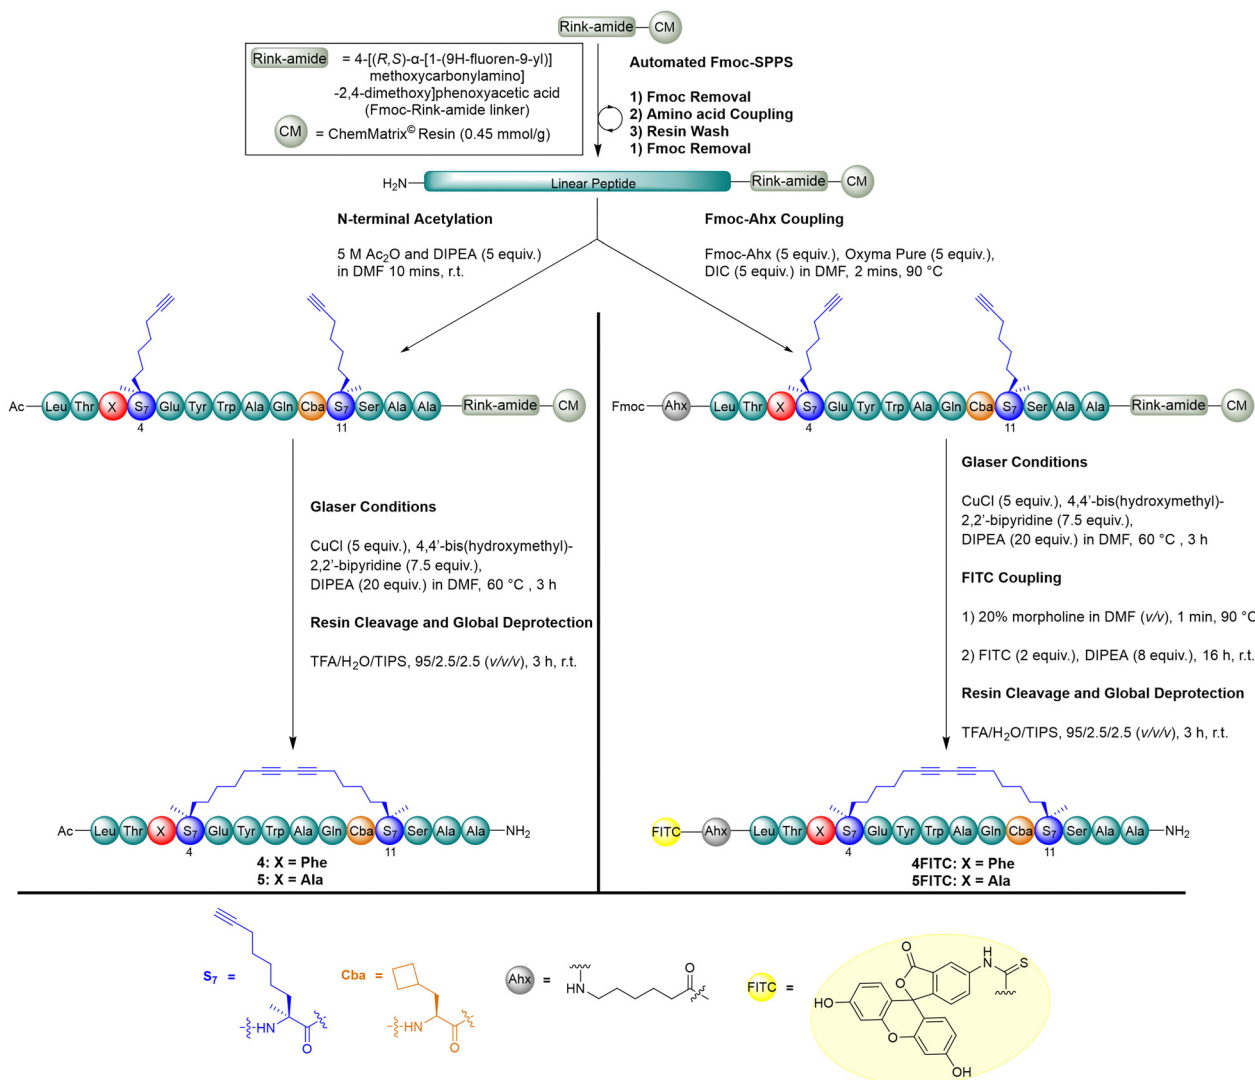 Rink-amide CM
Rink-amide = 4-[(R,S)-α-[1-(9H-fluoren-9-yl)]
methoxycarbonylamino]
-2,4-dimethoxy]phenoxyacetic acid
(Fmoc-Rink-amide linker)
CM = ChemMatrix© Resin (0.45 mmol/g)
Automated Fmoc-SPPS
1) Fmoc Removal
2) Amino acid Coupling
3) Resin Wash
1) Fmoc Removal
H2N Linear Peptide Rink-amide CM
N-terminal Acetylation
5 M Ac2O and DIPEA (5 equiv.)
in DMF 10 mins, r.t.
Fmoc-Ahx Coupling
Fmoc-Ahx (5 equiv.), Oxyma Pure (5 equiv.),
DIC (5 equiv.) in DMF, 2 mins, 90 °C
Ac Leu Thr X S7 Glu Tyr Trp Ala Gln Cba S7 Ser Ala Ala Rink-amide CM
4 11
Fmoc Ahx Leu Thr X S7 Glu Tyr Trp Ala Gln Cba S7 Ser Ala Ala Rink-amide CM
4 11
Glaser Conditions
CuCl (5 equiv.), 4,4'-bis(hydroxymethyl)-
2,2'-bipyridine (7.5 equiv.),
DIPEA (20 equiv.) in DMF, 60 °C , 3 h
Resin Cleavage and Global Deprotection
TFA/H2O/TIPS, 95/2.5/2.5 (v/v/v), 3 h, r.t.
Glaser Conditions
CuCl (5 equiv.), 4,4'-bis(hydroxymethyl)-
2,2'-bipyridine (7.5 equiv.),
DIPEA (20 equiv.) in DMF, 60 °C , 3 h
FITC Coupling
1) 20% morpholine in DMF (v/v), 1 min, 90 °C
2) FITC (2 equiv.), DIPEA (8 equiv.), 16 h, r.t.
Resin Cleavage and Global Deprotection
TFA/H2O/TIPS, 95/2.5/2.5 (v/v/v), 3 h, r.t.
Ac Leu Thr X S7 Glu Tyr Trp Ala Gln Cba S7 Ser Ala Ala NH2
4 11
4: X = Phe
5: X = Ala
FITC Ahx Leu Thr X S7 Glu Tyr Trp Ala Gln Cba S7 Ser Ala Ala NH2
4 11
4FITC: X = Phe
5FITC: X = Ala
S7 =
HN
O
Cba =
HN
O
Ahx =
HN
O
FITC =
O
O
H
N
S
HO
O
OH